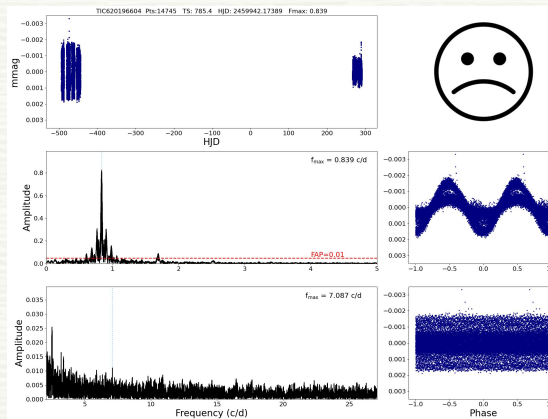 TIC620196604 Pts:14745 TS: 785.4 HJD: 2459942.17389 Fmax: 0.839
−0.003
−0.002
−0.001
0.000
0.001
0.002
0.003
mmag
−500 −400 −300 −200 −100 0 100 200 300
HJD
fmax = 0.839 c/d
0.8
0.6
0.4
0.2
0.0
Amplitude
FAP=0.01
0 1 2 3 4 5
−0.003
−0.002
−0.001
0.000
0.001
0.002
0.003
−1.0 −0.5 0.0 0.5 1
fmax = 7.087 c/d
0.035
0.030
0.025
0.020
0.015
0.010
0.005
0.000
Amplitude
5 10 15 20 25
Frequency (c/d)
−0.003
−0.002
−0.001
0.000
0.001
0.002
0.003
−1.0 −0.5 0.0 0.5 1
Phase